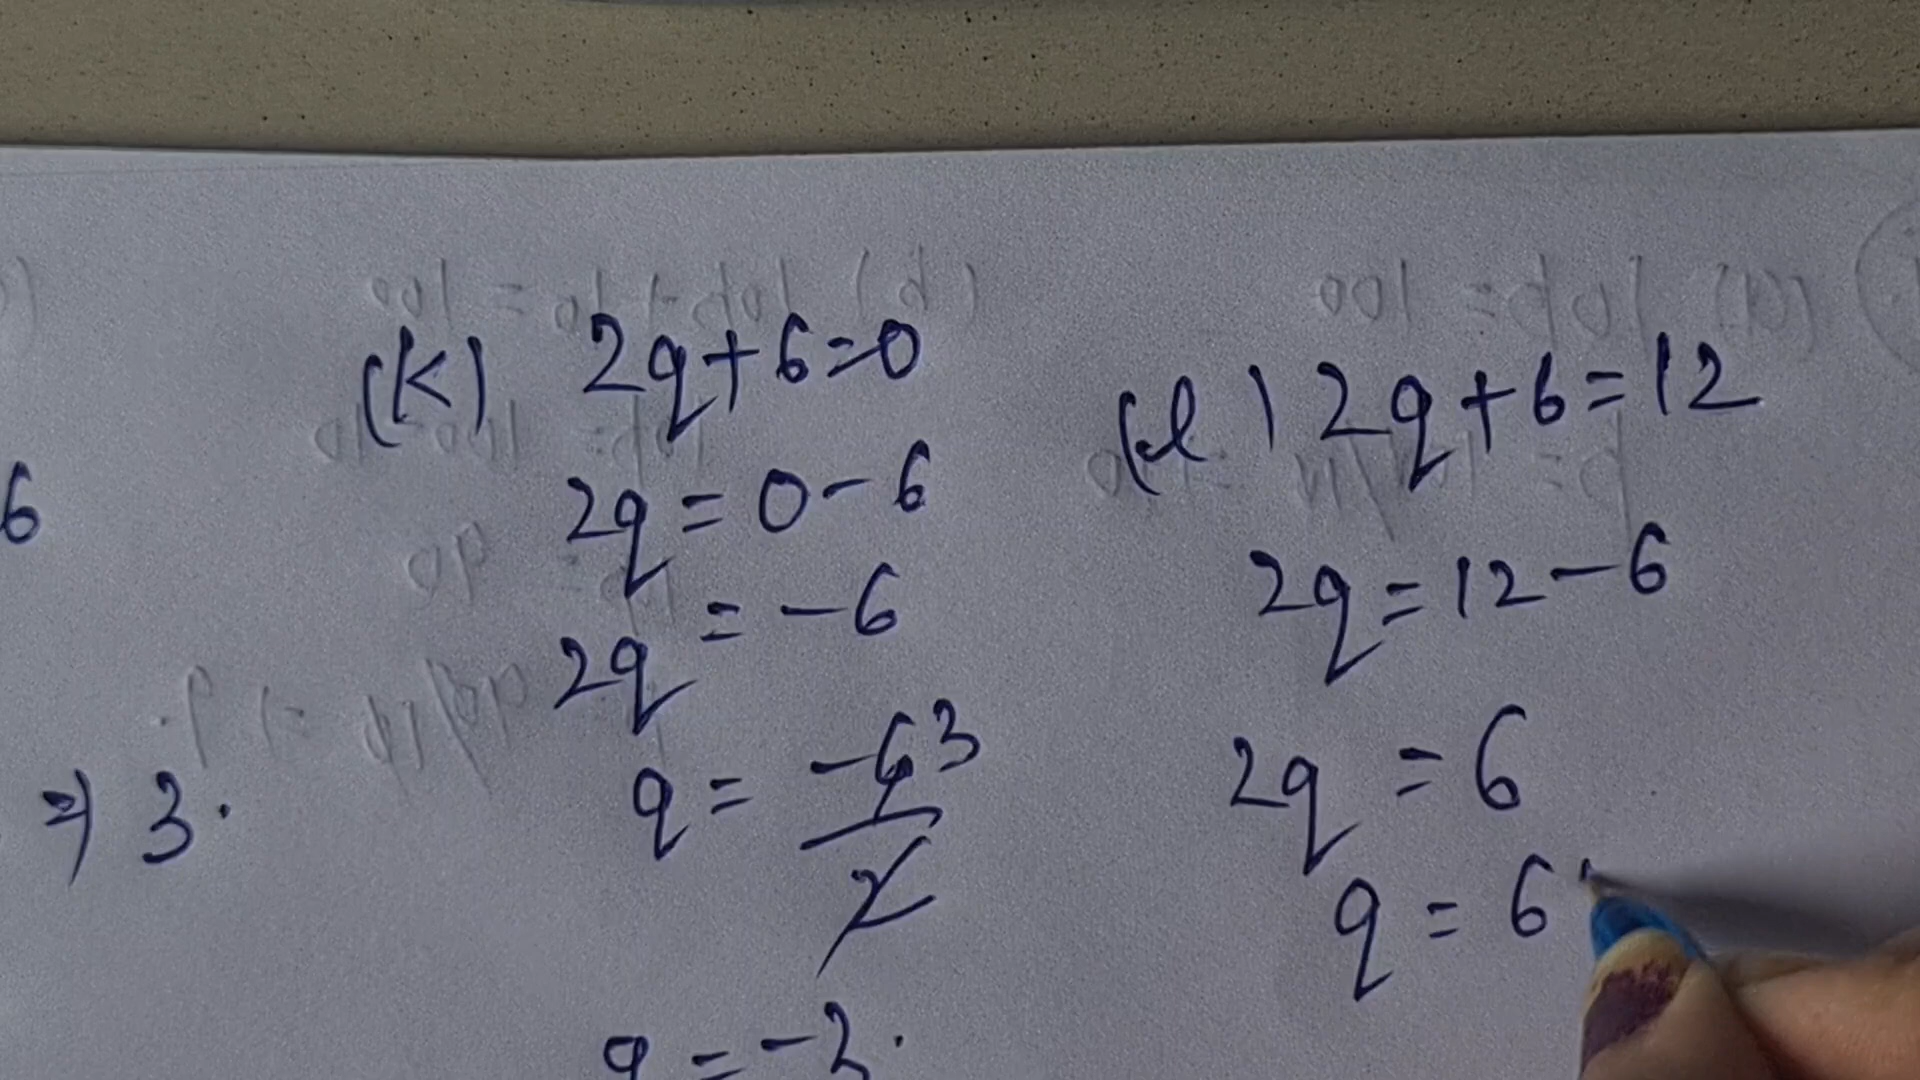 6
⇒ 3.
(K) 2q+6=0
2q = 0-6
2q = -6
q = -6 3
2
q = -3.
(l) 2q+6=12
2q=12-6
2q = 6
q = 6